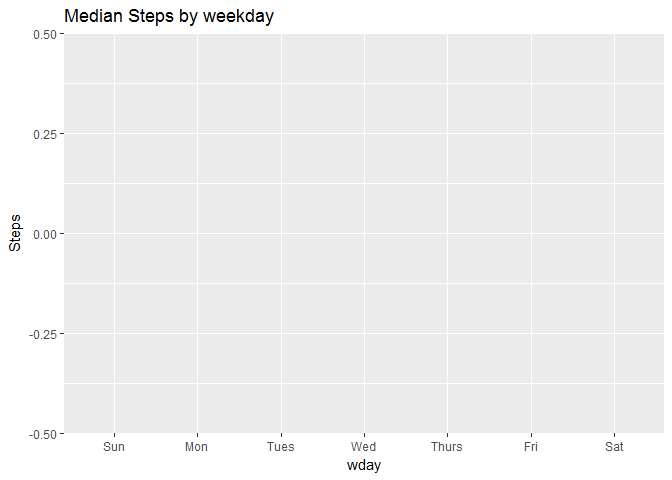 Median Steps by weekday
0.50
0.25
0.00
-0.25
-0.50
Steps
Sun Mon Tues Wed Thurs Fri Sat
wday